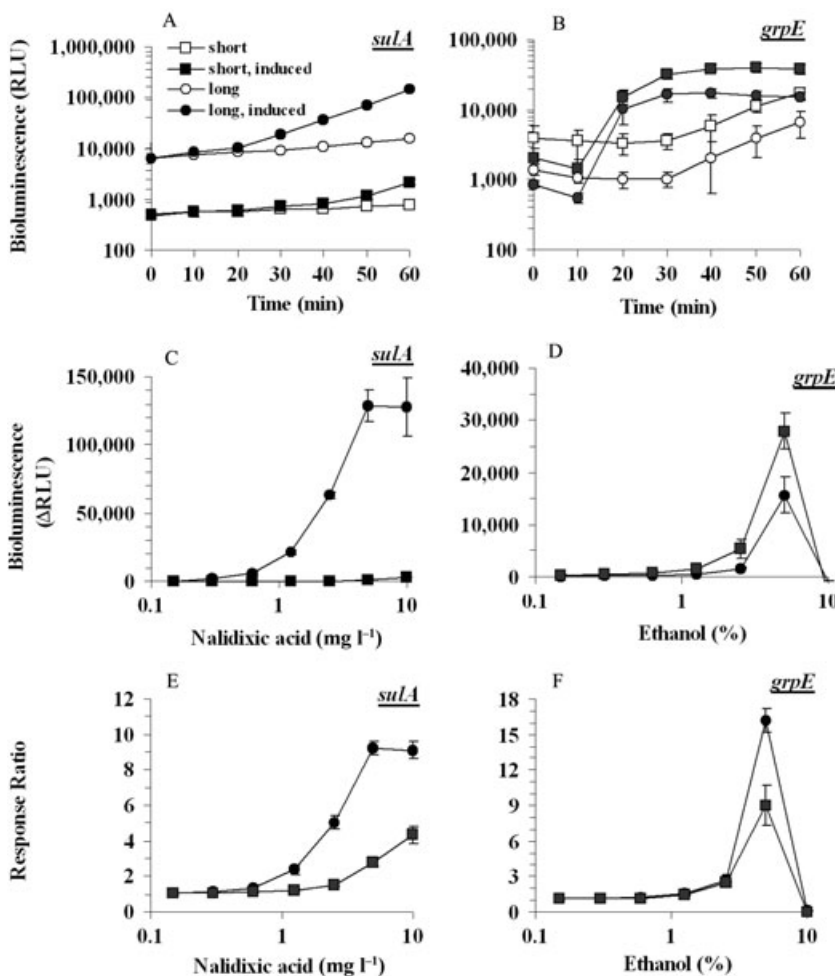 A
sulA
Bioluminescence (RLU)
1,000,000
100,000
10,000
1,000
100
short
short, induced
long
long, induced
0 10 20 30 40 50 60
Time (min)
B
grpE
100,000
10,000
1,000
100
0 10 20 30 40 50 60
Time (min)
C
sulA
Bioluminescence
(ΔRLU)
150,000
100,000
50,000
0
0.1 1 10
Nalidixic acid (mg l⁻¹)
D
grpE
40,000
30,000
20,000
10,000
0
0.1 1 10
Ethanol (%)
E
sulA
Response Ratio
12
10
8
6
4
2
0
0.1 1 10
Nalidixic acid (mg l⁻¹)
F
grpE
18
15
12
9
6
3
0
0.1 1 10
Ethanol (%)